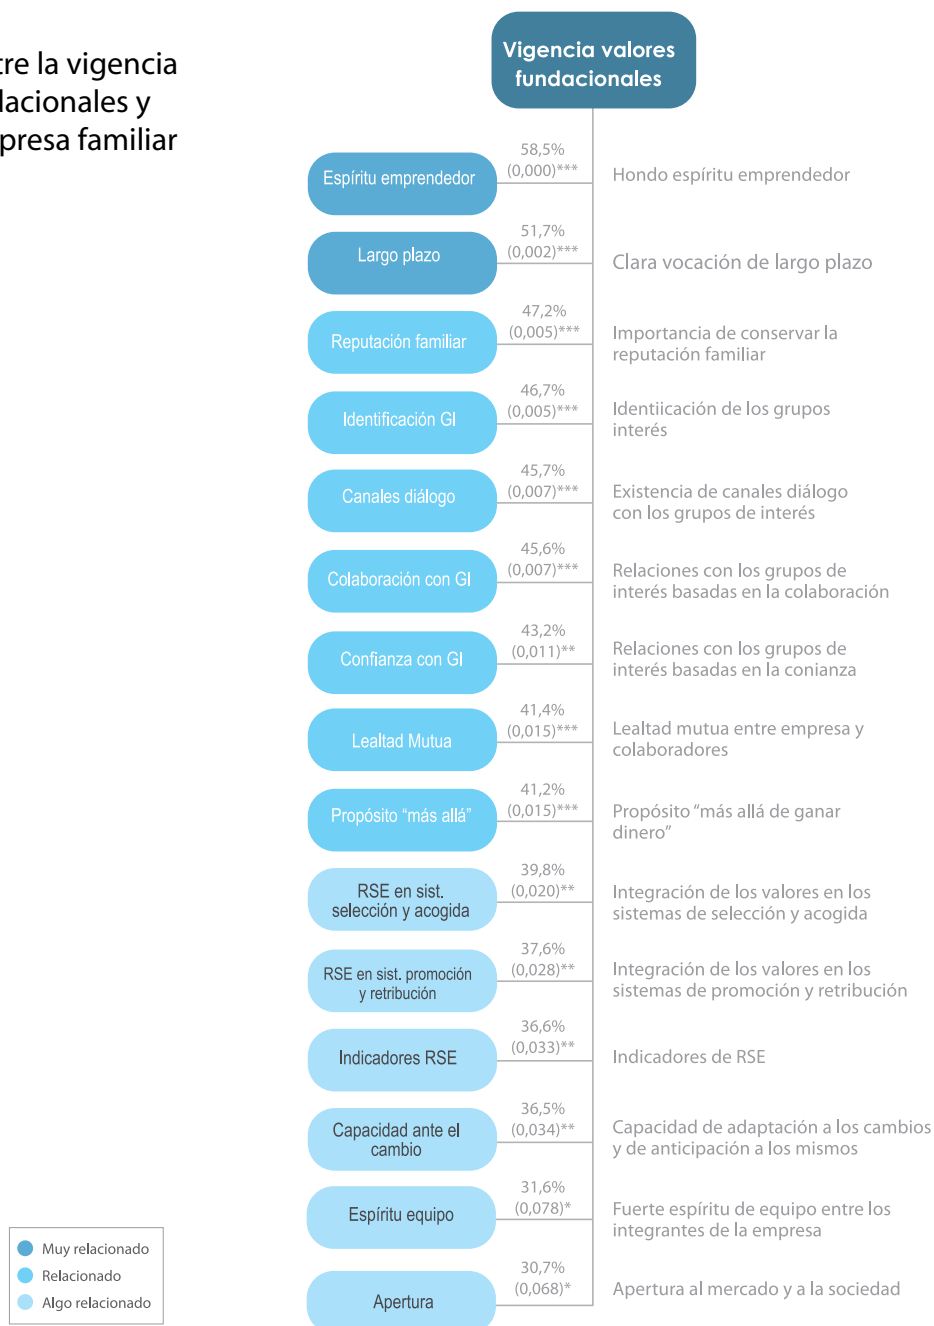 tre la vigencia
dacionales y
presa familiar
Vigencia valores
fundacionales
Espíritu emprendedor
58,5%
(0,000)***
Hondo espíritu emprendedor
Largo plazo
51,7%
(0,002)***
Clara vocación de largo plazo
Reputación familiar
47,2%
(0,005)***
Importancia de conservar la
reputación familiar
Identificación GI
46,7%
(0,005)***
Identiicación de los grupos
interés
Canales diálogo
45,7%
(0,007)***
Existencia de canales diálogo
con los grupos de interés
Colaboración con GI
45,6%
(0,007)***
Relaciones con los grupos de
interés basadas en la colaboración
Confianza con GI
43,2%
(0,011)**
Relaciones con los grupos de
interés basadas en la conianza
Lealtad Mutua
41,4%
(0,015)***
Lealtad mutua entre empresa y
colaboradores
Propósito “más allá”
41,2%
(0,015)***
Propósito “más allá de ganar
dinero”
RSE en sist.
selección y acogida
39,8%
(0,020)**
Integración de los valores en los
sistemas de selección y acogida
RSE en sist. promoción
y retribución
37,6%
(0,028)**
Integración de los valores en los
sistemas de promoción y retribución
Indicadores RSE
36,6%
(0,033)**
Indicadores de RSE
Capacidad ante el
cambio
36,5%
(0,034)**
Capacidad de adaptación a los cambios
y de anticipación a los mismos
Espíritu equipo
31,6%
(0,078)*
Fuerte espíritu de equipo entre los
integrantes de la empresa
Apertura
30,7%
(0,068)*
Apertura al mercado y a la sociedad
Muy relacionado
Relacionado
Algo relacionado